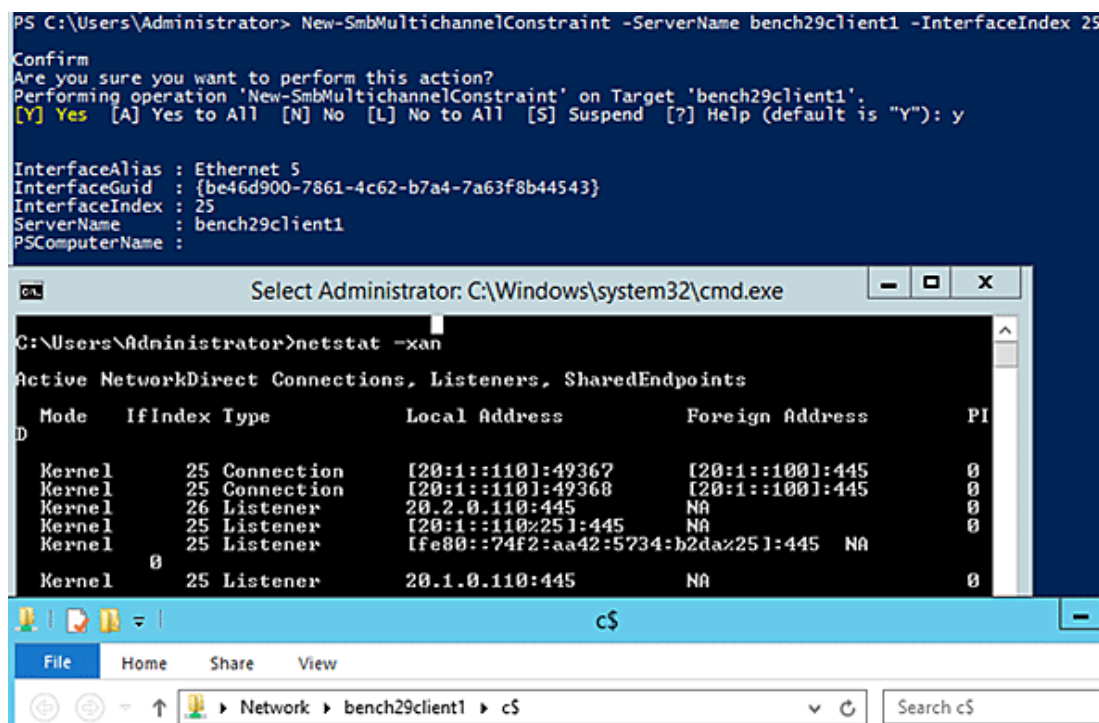 PS C:\Users\Administrator> New-SmbMultichannelConstraint -ServerName bench29client1 -InterfaceIndex 25
Confirm
Are you sure you want to perform this action?
Performing operation 'New-SmbMultichannelConstraint' on Target 'bench29client1'.
[Y] Yes [A] Yes to All [N] No [L] No to All [S] Suspend [?] Help (default is "Y"): y
InterfaceAlias : Ethernet 5
InterfaceGuid : {be46d900-7861-4c62-b7a4-7a63f8b44543}
InterfaceIndex : 25
ServerName : bench29client1
PSComputerName :
Select Administrator: C:\Windows\system32\cmd.exe
C:\Users\Administrator>netstat -xan
Active NetworkDirect Connections, Listeners, SharedEndpoints
Mode IfIndex Type Local Address Foreign Address PI
D
Kernel 25 Connection [20:1::110]:49367 [20:1::100]:445 0
Kernel 25 Connection [20:1::110]:49368 [20:1::100]:445 0
Kernel 26 Listener 20.2.0.110:445 NA 0
Kernel 25 Listener [20:1::110%25]:445 NA 0
Kernel 25 Listener [fe80::74f2:aa42:5734:b2da%25]:445 NA
0
Kernel 25 Listener 20.1.0.110:445 NA 0
c$
File Home Share View
Network bench29client1 c$ Search c$